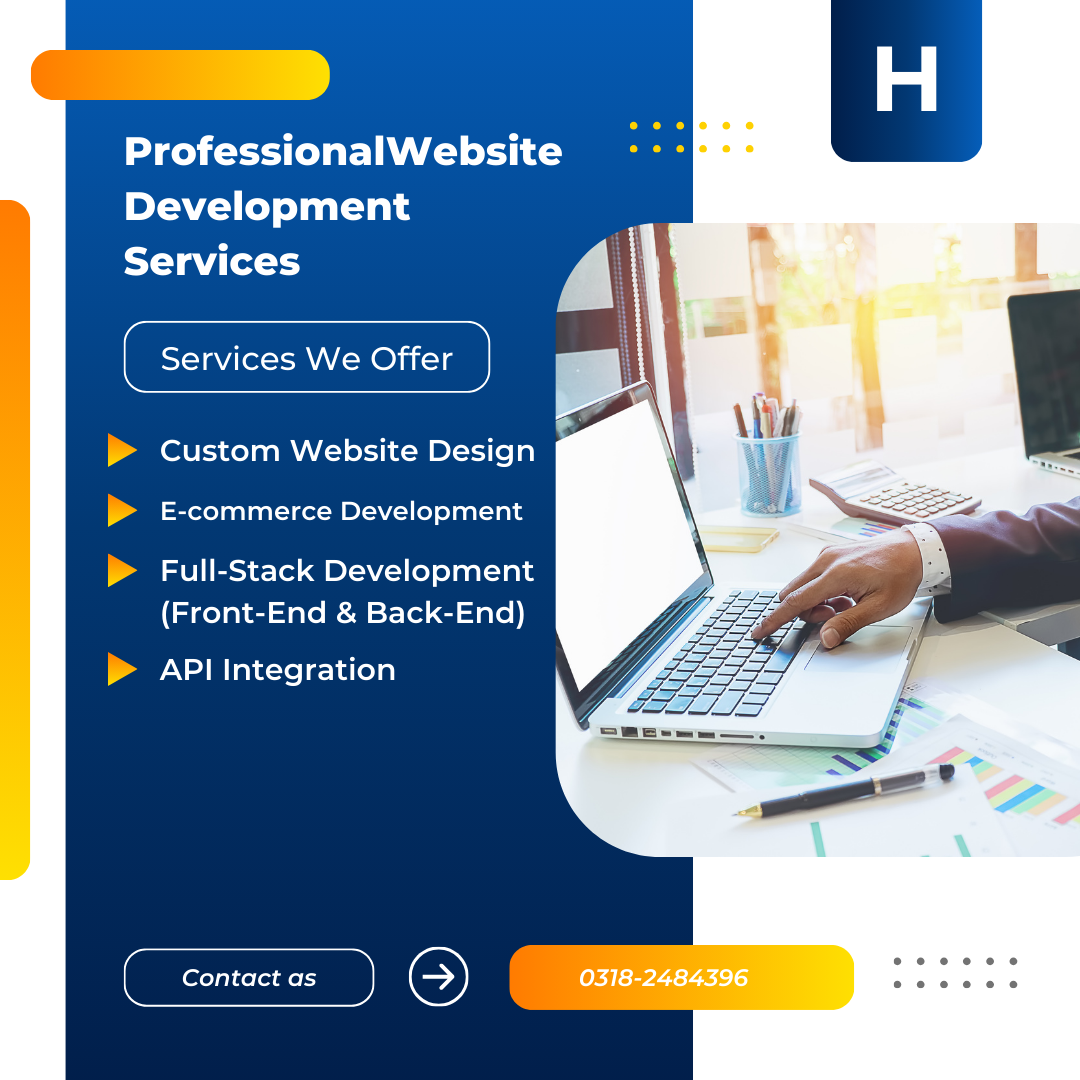 H
ProfessionalWebsite
Development
Services
Services We Offer
Custom Website Design
E-commerce Development
Full-Stack Development
(Front-End & Back-End)
API Integration
Contact as
0318-2484396